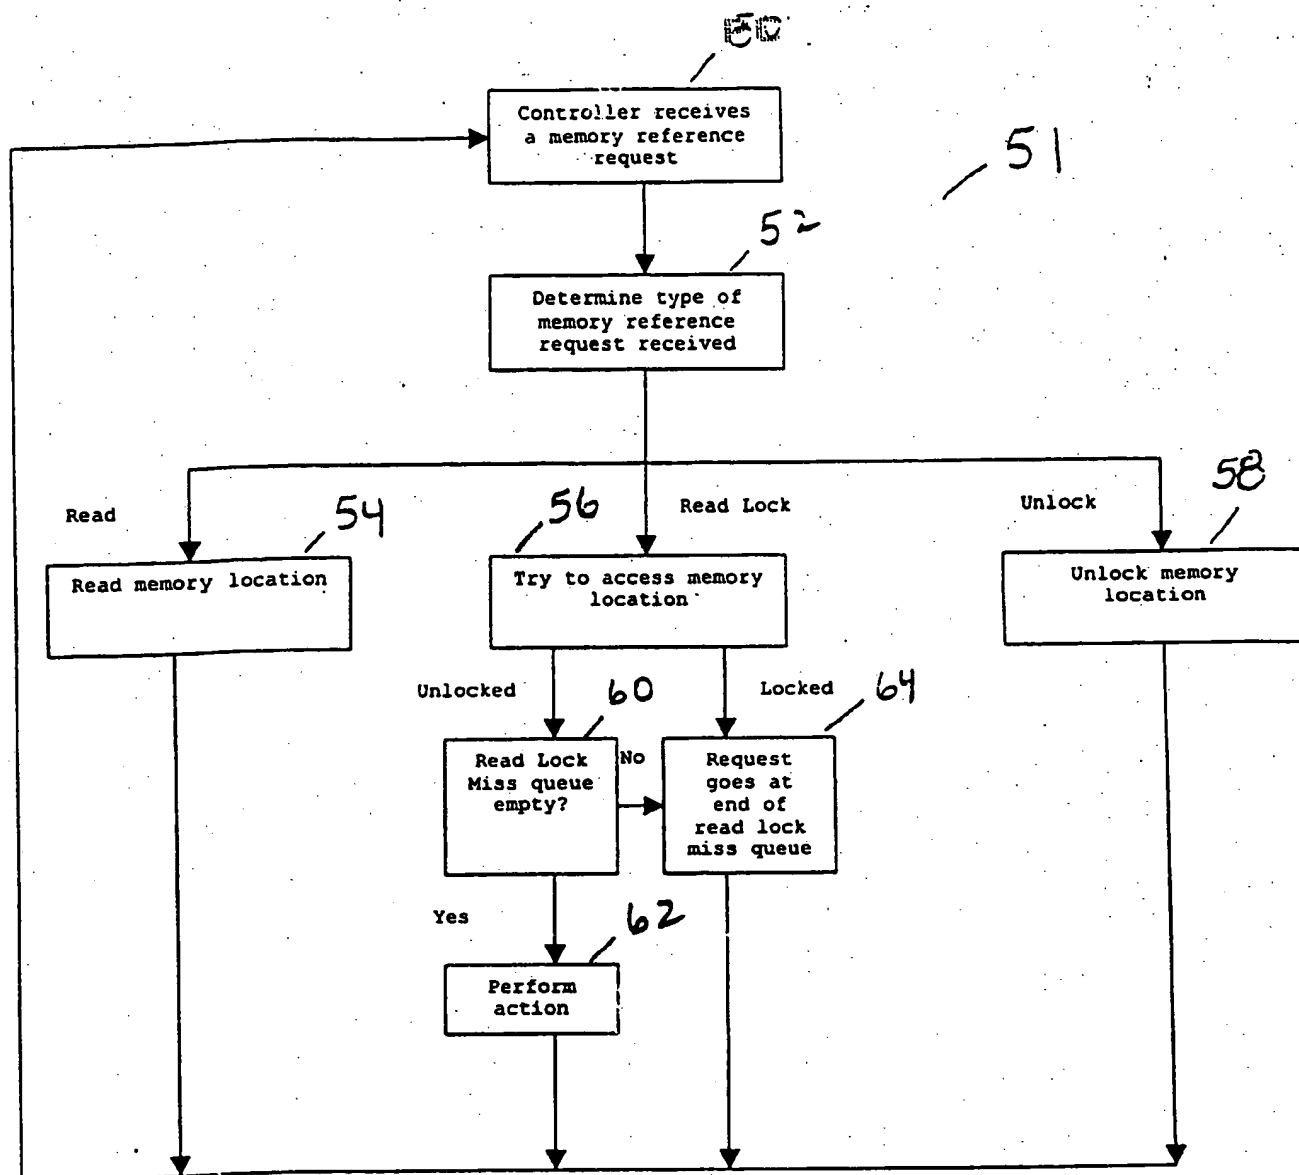 Controller receives
a memory reference
request
51
52
Determine type of
memory reference
request received
Read
54
56
Read Lock
Unlock
58
Read memory location
Try to access memory
location
Unlock memory
location
Unlocked
60
Locked
64
Read Lock
Miss queue
empty?
No
Request
goes at
end of
read lock
miss queue
Yes
62
Perform
action